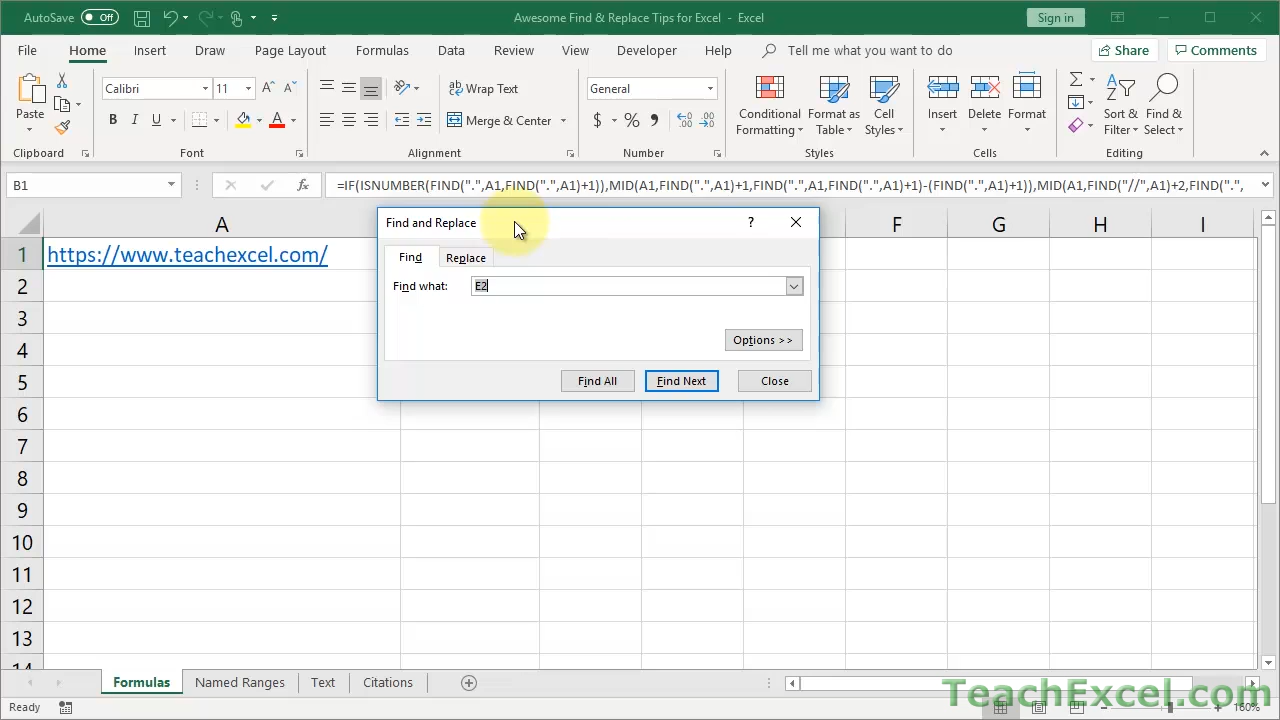 AutoSave Off Awesome Find & Replace Tips for Excel - Excel Sign in
File Home Insert Draw Page Layout Formulas Data Review View Developer Help Tell me what you want to do Share Comments
Calibri 11 Wrap Text General
Paste B I U Merge & Center $ % Conditional Formatting Format as Table Cell Styles Insert Delete Format Sort & Filter Find & Select
Clipboard Font Alignment Number Styles Cells Editing
B1 fx =IF(ISNUMBER(FIND(".",A1,FIND(".",A1)+1)),MID(A1,FIND(".",A1)+1,FIND(".",A1,FIND(".",A1)+1)-(FIND(".",A1)+1)),MID(A1,FIND("//",A1)+2,FIND(".",
A F G H I
Find and Replace ?
1 https://www.teachexcel.com/
Find Replace
2 Find what: E2
3
4 Options >>
5 Find All Find Next Close
6
7
8
9
10
11
12
13
14
Formulas Named Ranges Text Citations
TeachExcel.com
Ready 160%